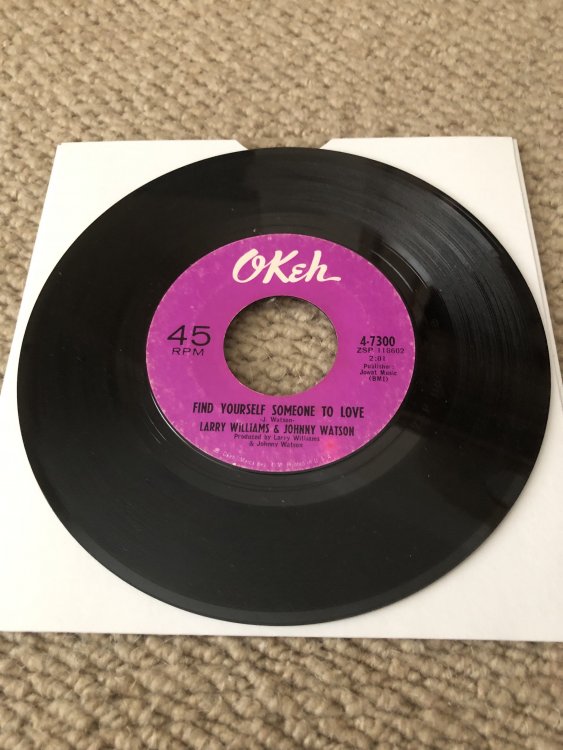 OKeh
45
RPM
4-7300
ZSP 118602
2:01
Publisher:
Jowat Music
(BMI)
FIND YOURSELF SOMEONE TO LOVE
-J. Watson-
LARRY WILLIAMS & JOHNNY WATSON
Produced by Larry Williams
& Johnny Watson